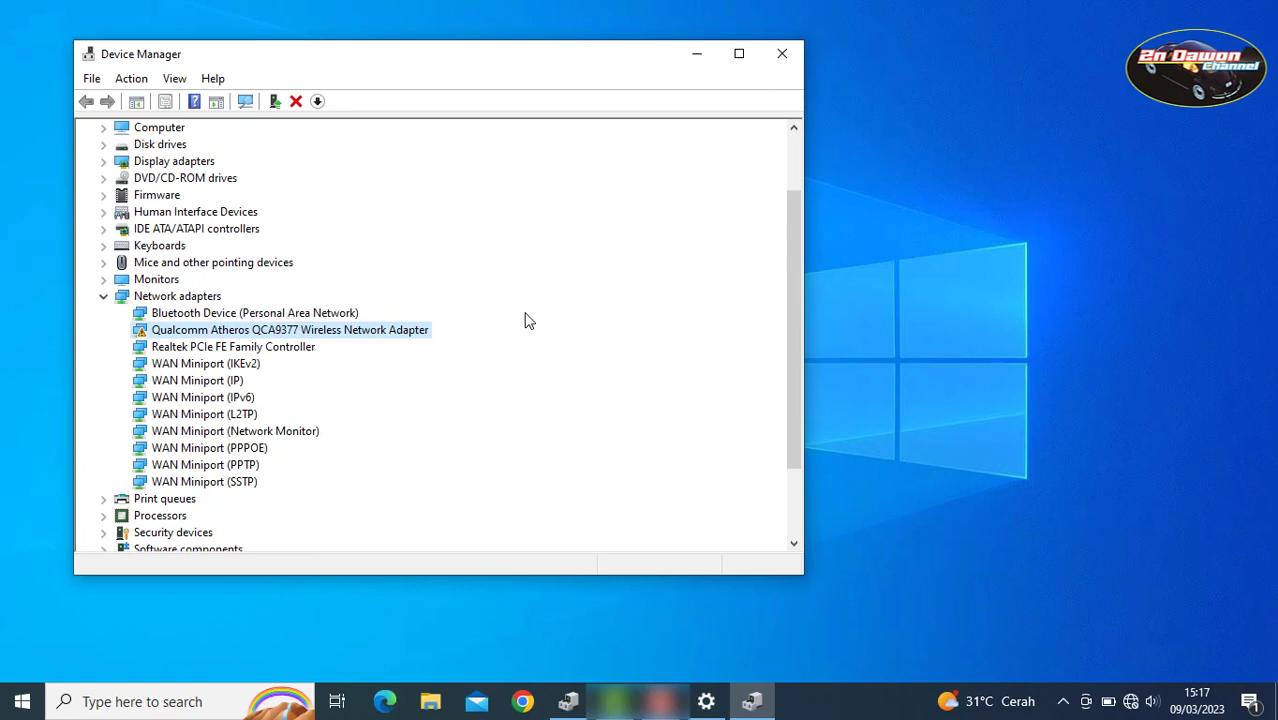 Device Manager
2n Dawon
Channel
File Action View Help
Computer
Disk drives
Display adapters
DVD/CD-ROM drives
Firmware
Human Interface Devices
IDE ATA/ATAPI controllers
Keyboards
Mice and other pointing devices
Monitors
Network adapters
Bluetooth Device (Personal Area Network)
Qualcomm Atheros QCA9377 Wireless Network Adapter
Realtek PCIe FE Family Controller
WAN Miniport (IKEv2)
WAN Miniport (IP)
WAN Miniport (IPv6)
WAN Miniport (L2TP)
WAN Miniport (Network Monitor)
WAN Miniport (PPPOE)
WAN Miniport (PPTP)
WAN Miniport (SSTP)
Print queues
Processors
Security devices
Software components
Type here to search
31°C Cerah
15:17
09/03/2023
1